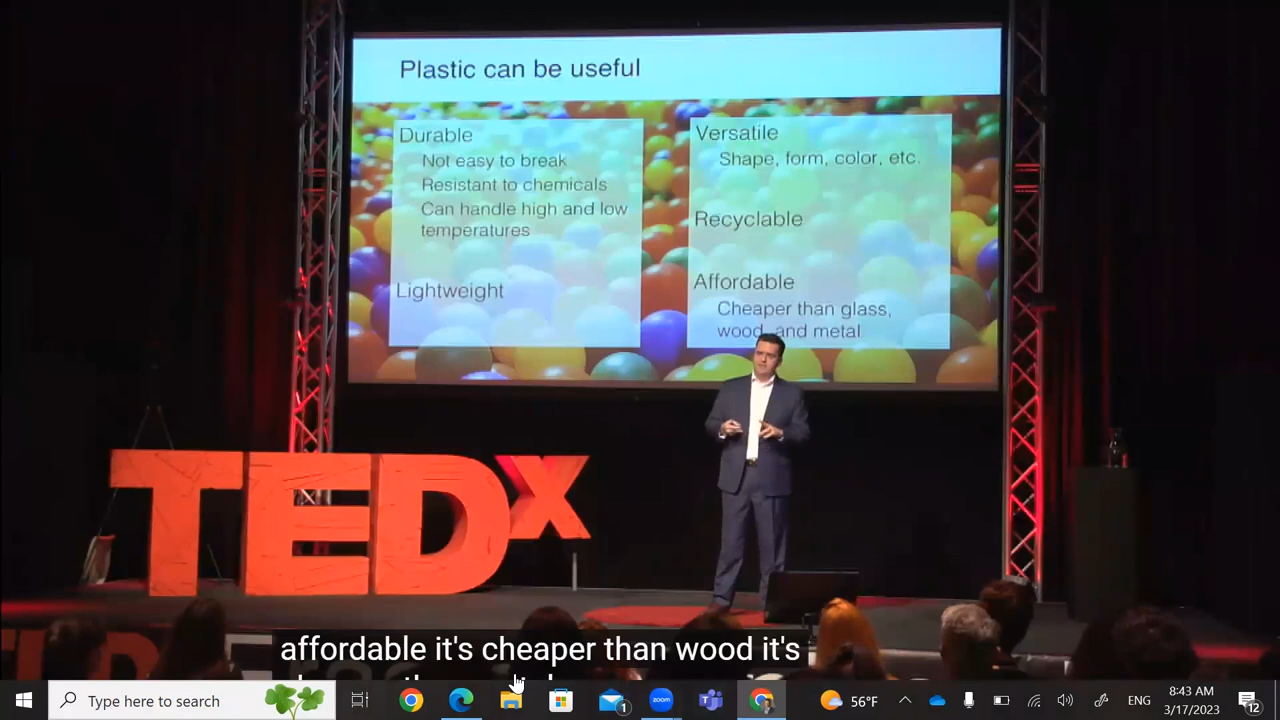 Plastic can be useful
Durable
Not easy to break
Resistant to chemicals
Can handle high and low
temperatures
Lightweight
Versatile
Shape, form, color, etc.
Recyclable
Affordable
Cheaper than glass,
wood, and metal
TEDx
affordable it's cheaper than wood it's
Type here to search
1
zoom
56°F
ENG
8:43 AM
3/17/2023
12